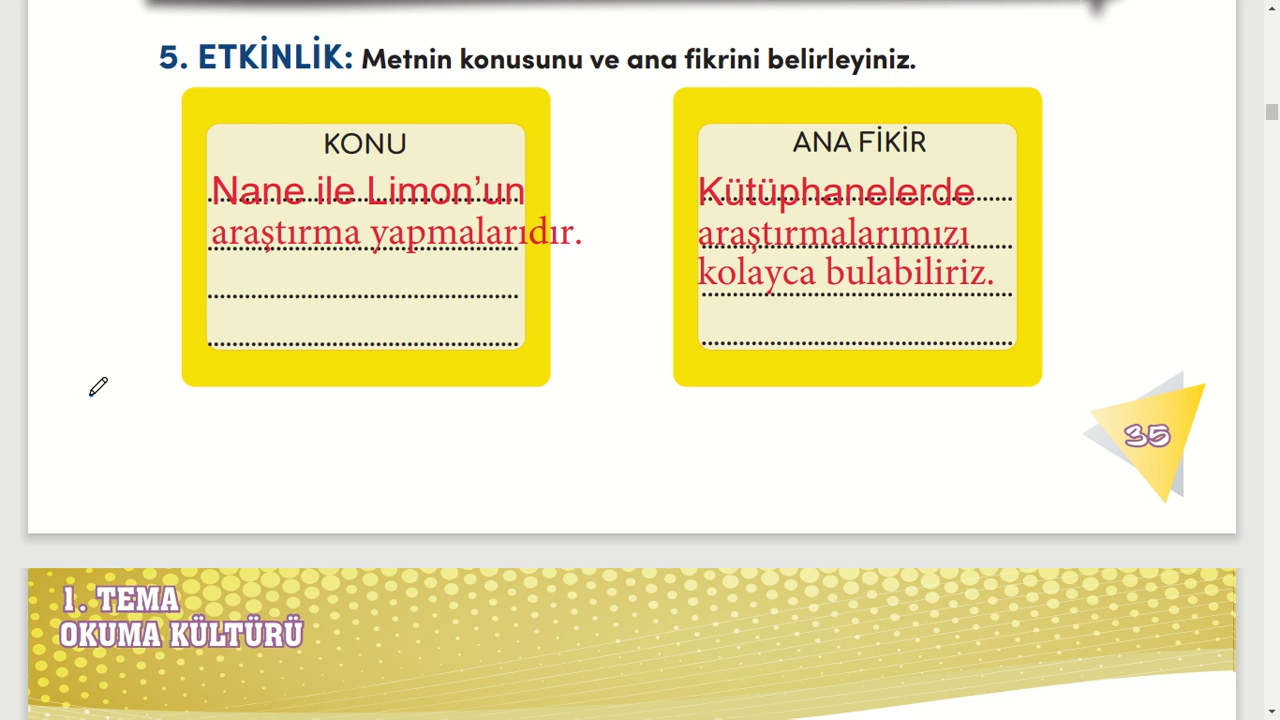 5. ETKİNLİK: Metnin konusunu ve ana fikrini belirleyiniz.
KONU
Nane ile Limon’un
araştırma yapmalarıdır.
ANA FİKİR
Kütüphanelerde
araştırmalarımızı
kolayca bulabiliriz.
35
1. TEMA
OKUMA KÜLTÜRÜ